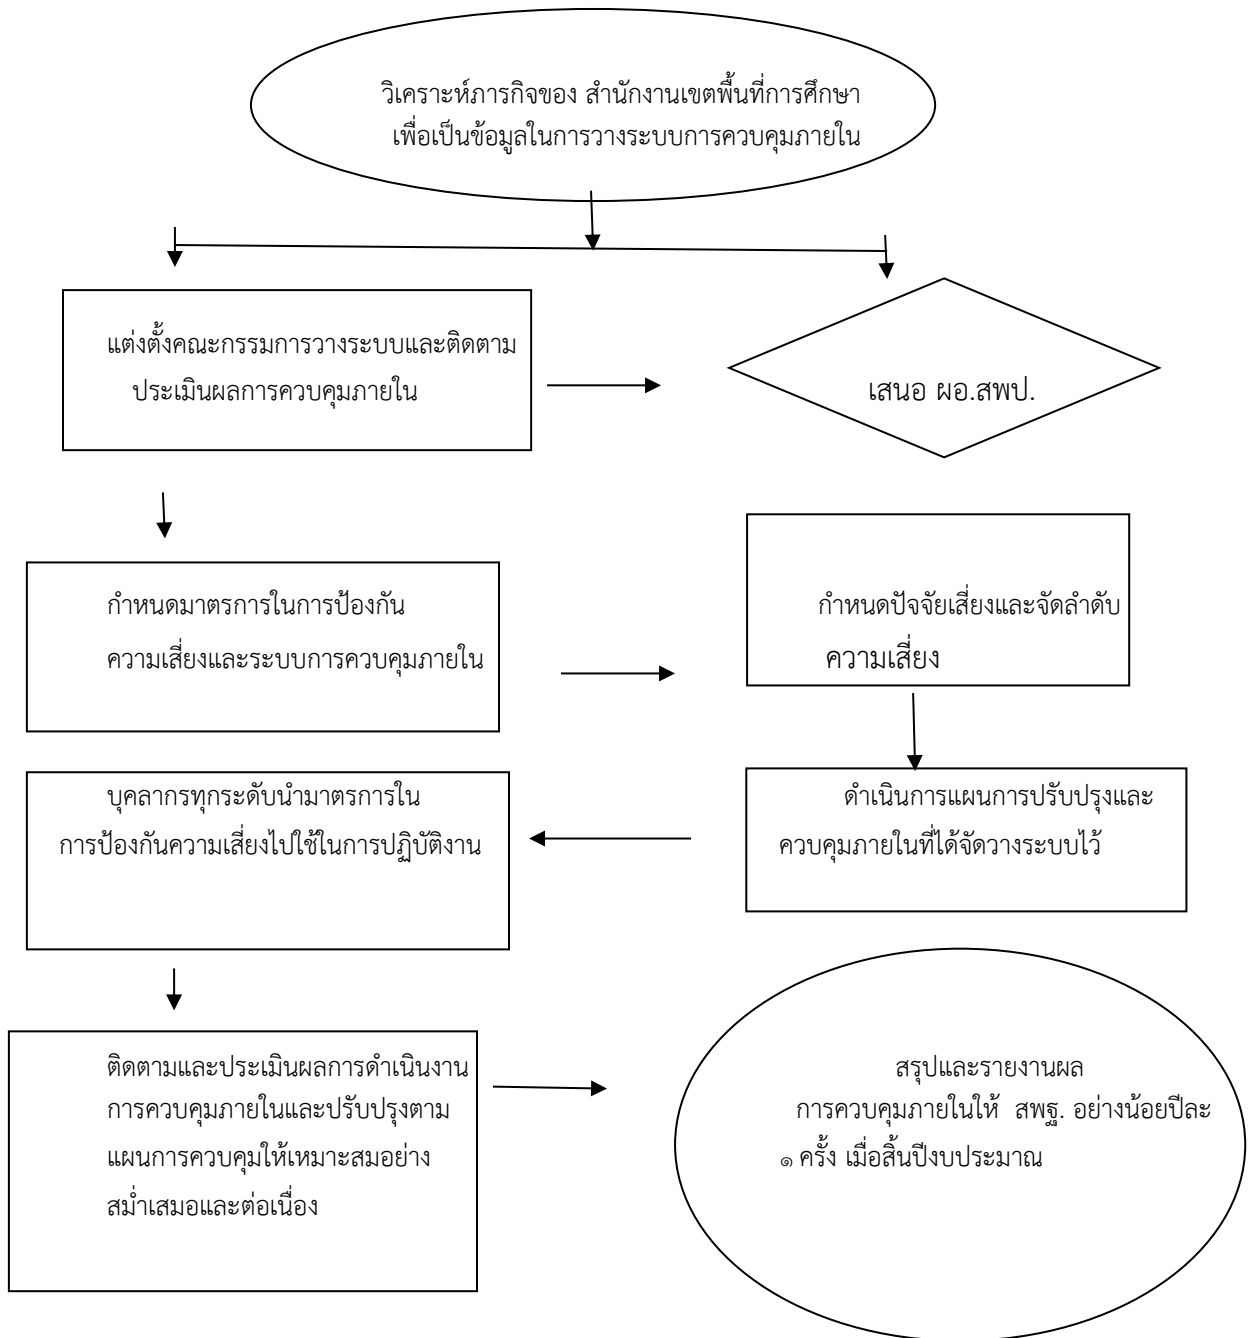 วิเคราะห์ภารกิจของ สำนักงานเขตพื้นที่การศึกษา
เพื่อเป็นข้อมูลในการวางระบบการควบคุมภายใน
แต่งตั้งคณะกรรมการวางระบบและติดตาม
ประเมินผลการควบคุมภายใน
เสนอ ผอ.สพป.
กำหนดมาตรการในการป้องกัน
ความเสี่ยงและระบบการควบคุมภายใน
กำหนดปัจจัยเสี่ยงและจัดลำดับ
ความเสี่ยง
บุคลากรทุกระดับนำมาตรการใน
การป้องกันความเสี่ยงไปใช้ในการปฏิบัติงาน
ดำเนินการแผนการปรับปรุงและ
ควบคุมภายในที่ได้จัดวางระบบไว้
ติดตามและประเมินผลการดำเนินงาน
การควบคุมภายในและปรับปรุงตาม
แผนการควบคุมให้เหมาะสมอย่าง
สม่ำเสมอและต่อเนื่อง
สรุปและรายงานผล
การควบคุมภายในให้ สพฐ. อย่างน้อยปีละ
๑ ครั้ง เมื่อสิ้นปีงบประมาณ